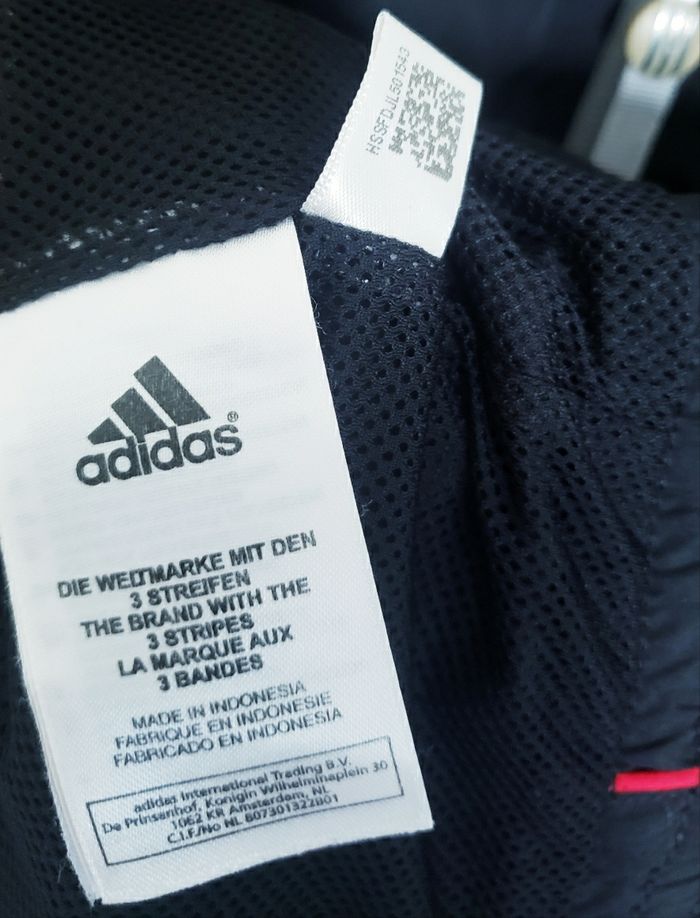 HSSFDJL501543
adidas®
DIE WELTMARKE MIT DEN
3 STREIFEN
THE BRAND WITH THE
3 STRIPES
LA MARQUE AUX
3 BANDES
MADE IN INDONESIA
FABRIQUE EN INDONESIE
FABRICADO EN INDONESIA
adidas International Trading B.V.
De Prinsenhof, Konigin Wilhelminaplein 30
1062 KR Amsterdam, NL
C.I.F./No NL 807301322B01